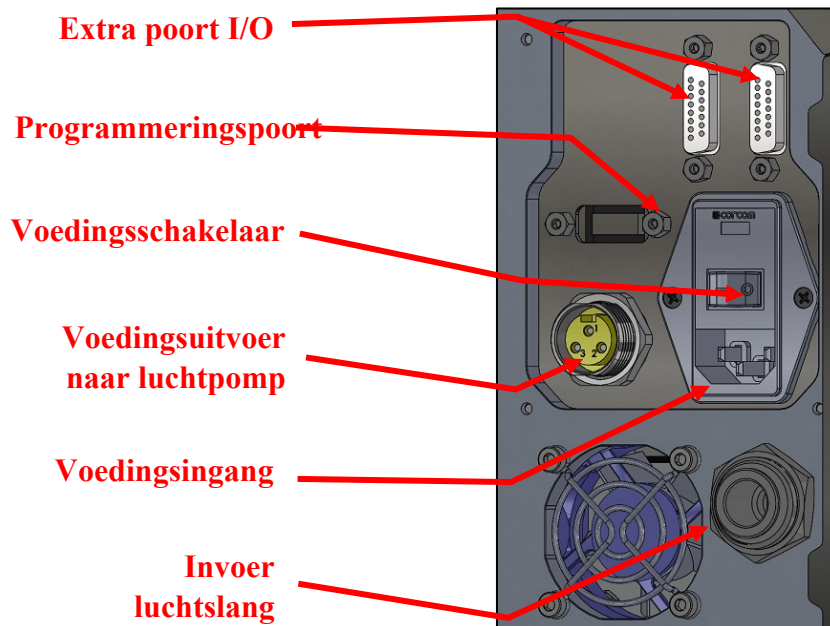 Extra poort I/O
Programmeringspoort
corcom
Voedingsschakelaar
Voedingsuitvoer
naar luchtpomp
1
3 2
Voedingsingang
Invoer
luchtslang